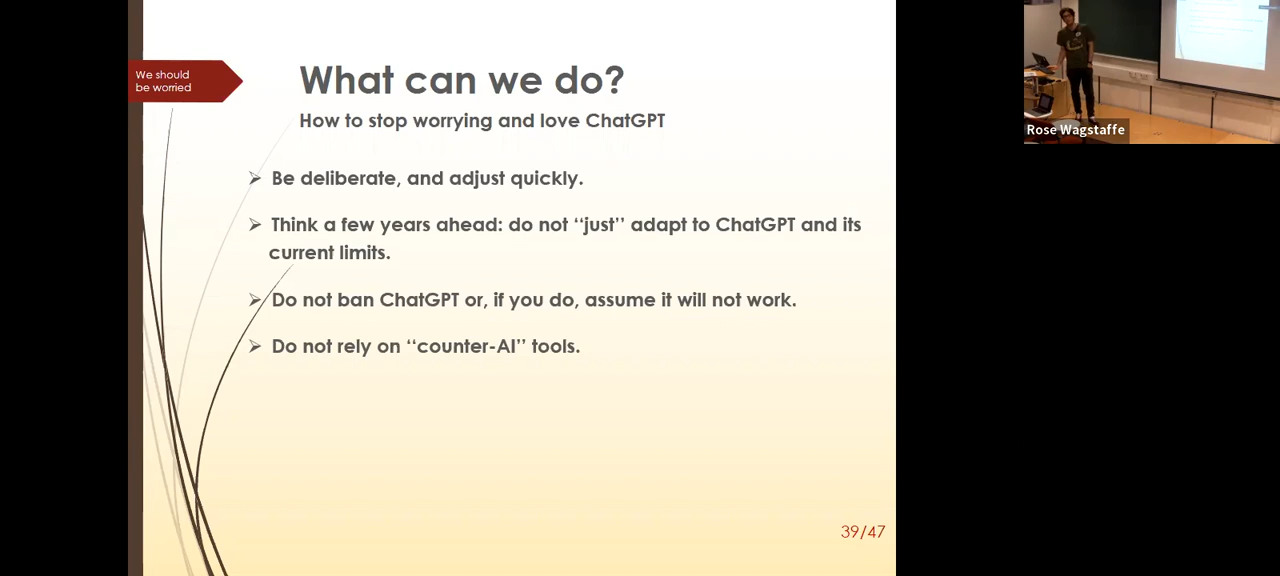 We should
be worried
What can we do?
How to stop worrying and love ChatGPT
Be deliberate, and adjust quickly.
Think a few years ahead: do not ‘‘just’’ adapt to ChatGPT and its
current limits.
Do not ban ChatGPT or, if you do, assume it will not work.
Do not rely on ‘‘counter-AI’’ tools.
39/47
Rose Wagstaffe